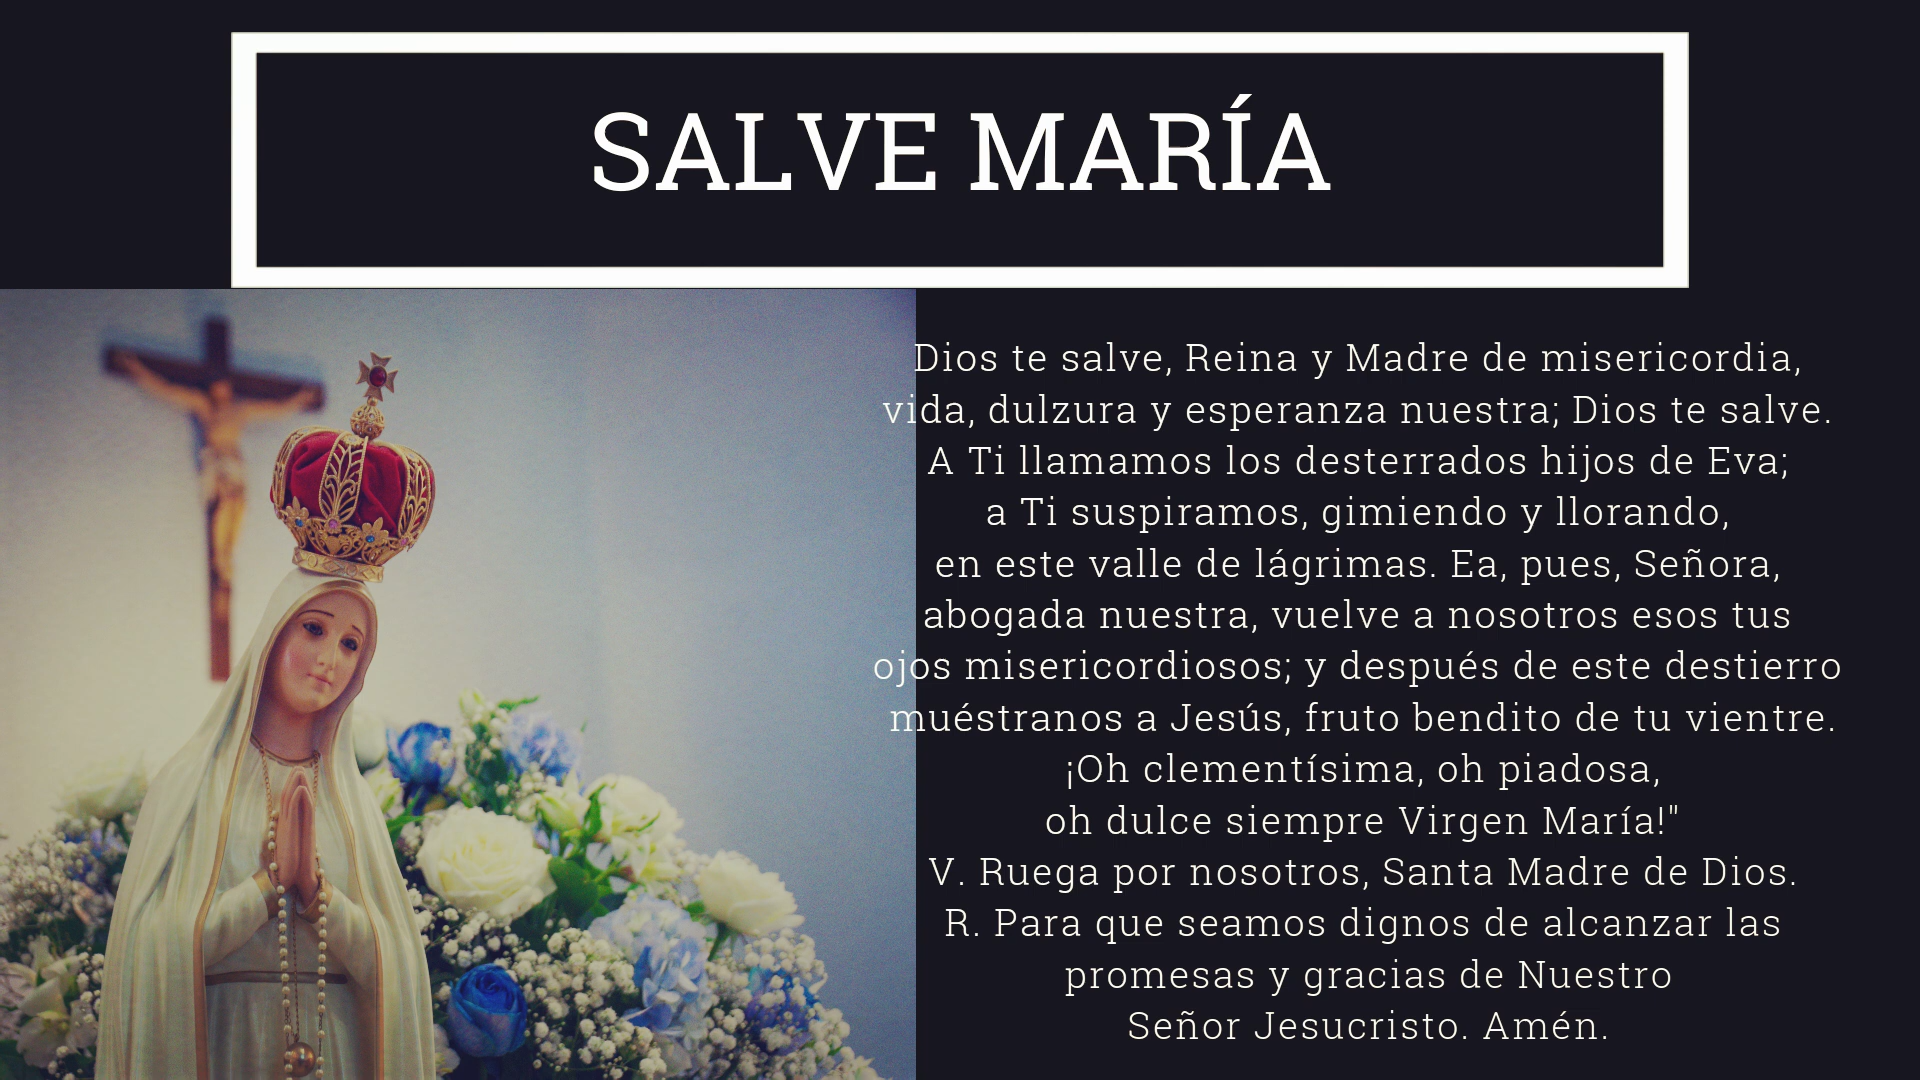 SALVE MARÍA
Dios te salve, Reina y Madre de misericordia,
vida, dulzura y esperanza nuestra; Dios te salve.
A Ti llamamos los desterrados hijos de Eva;
a Ti suspiramos, gimiendo y llorando,
en este valle de lágrimas. Ea, pues, Señora,
abogada nuestra, vuelve a nosotros esos tus
ojos misericordiosos; y después de este destierro
muéstranos a Jesús, fruto bendito de tu vientre.
¡Oh clementísima, oh piadosa,
oh dulce siempre Virgen María!"
V. Ruega por nosotros, Santa Madre de Dios.
R. Para que seamos dignos de alcanzar las
promesas y gracias de Nuestro
Señor Jesucristo. Amén.